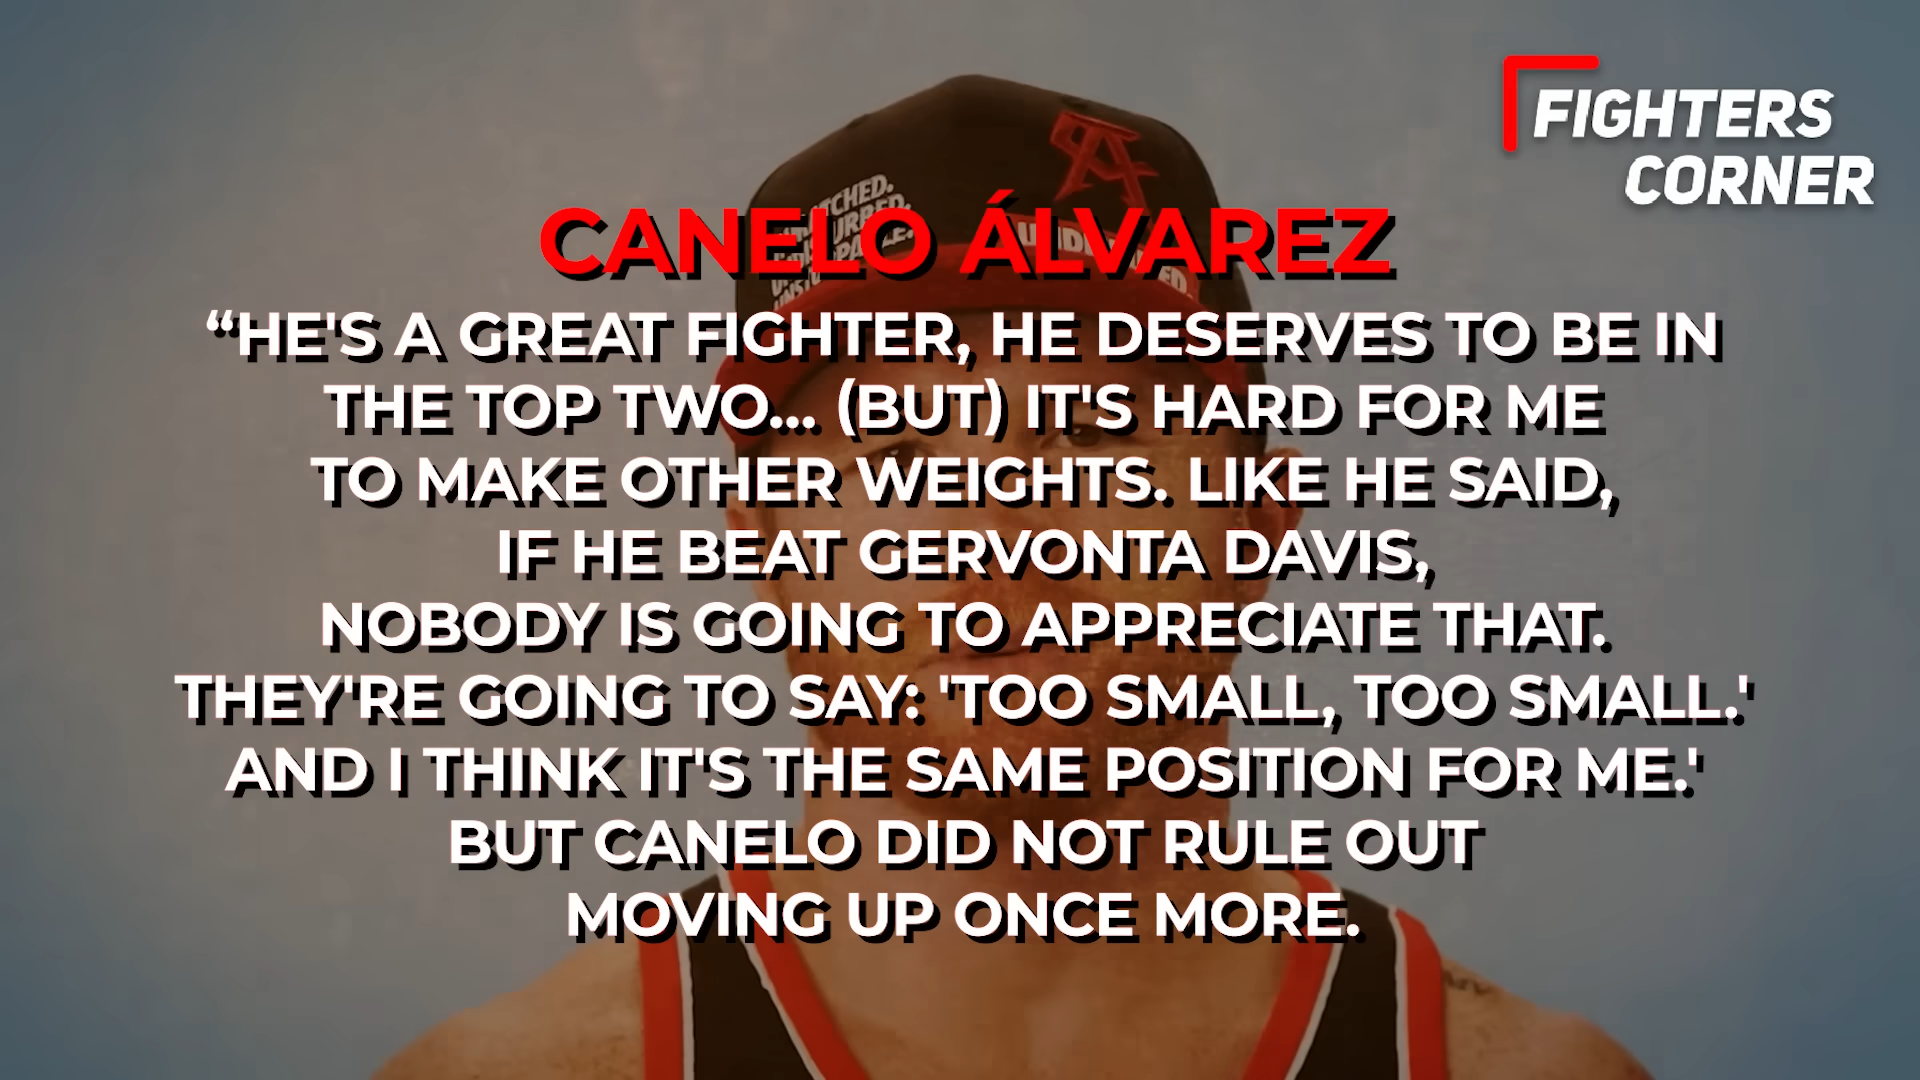 FIGHTERS
CORNER
CANELO ÁLVAREZ
“HE'S A GREAT FIGHTER, HE DESERVES TO BE IN
THE TOP TWO... (BUT) IT'S HARD FOR ME
TO MAKE OTHER WEIGHTS. LIKE HE SAID,
IF HE BEAT GERVONTA DAVIS,
NOBODY IS GOING TO APPRECIATE THAT.
THEY'RE GOING TO SAY: 'TOO SMALL, TOO SMALL.'
AND I THINK IT'S THE SAME POSITION FOR ME.'
BUT CANELO DID NOT RULE OUT
MOVING UP ONCE MORE.